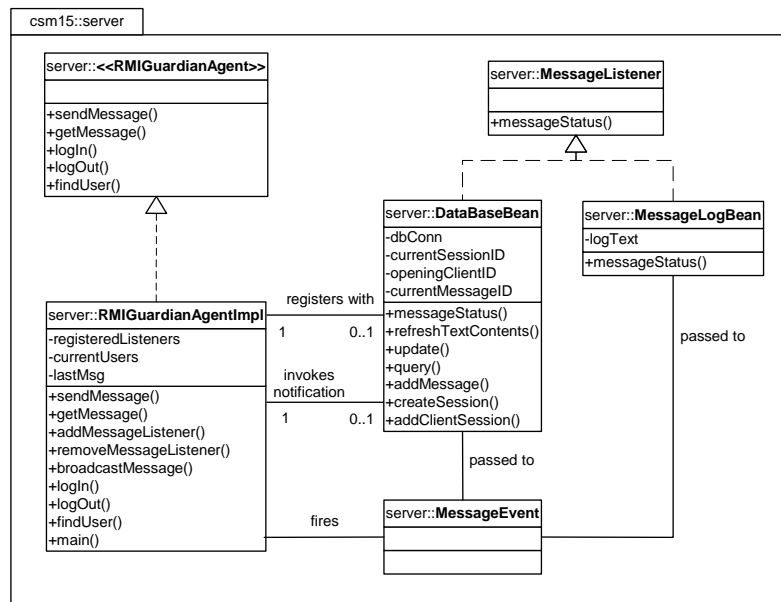 csm15::server
server::<<RMIGuardianAgent>>
+sendMessage()
+getMessage()
+logIn()
+logOut()
+findUser()
server::MessageListener
+messageStatus()
server::DataBaseBean
-dbConn
-currentSessionID
-openingClientID
-currentMessageID
+messageStatus()
+refreshTextContents()
+update()
+query()
+addMessage()
+createSession()
+addClientSession()
server::MessageLogBean
-logText
+messageStatus()
server::RMIGuardianAgentImpl
-registeredListeners
-currentUsers
-lastMsg
+sendMessage()
+getMessage()
+addMessageListener()
+removeMessageListener()
+broadcastMessage()
+logIn()
+logOut()
+findUser()
+main()
registers with
1 0..1
invokes
notification
1 0..1
passed to
passed to
fires
server::MessageEvent